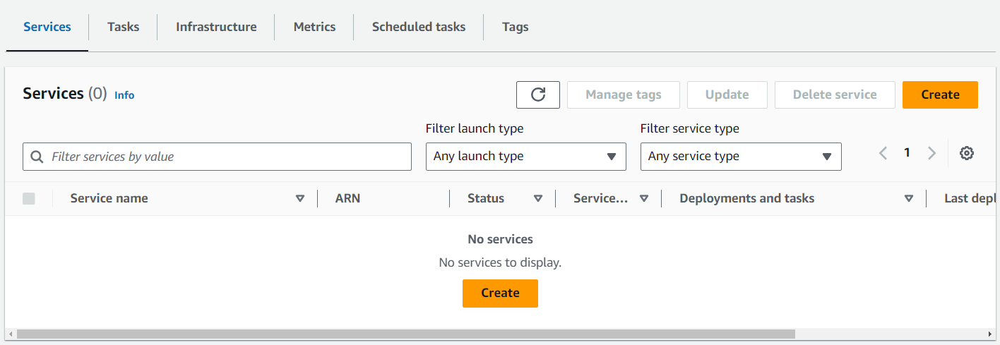 Services Tasks Infrastructure Metrics Scheduled tasks Tags
Services (0) Info Manage tags Update Delete service Create
Filter launch type Filter service type
Filter services by value Any launch type Any service type 1
Service name ARN Status Service... Deployments and tasks Last depl
No services
No services to display.
Create